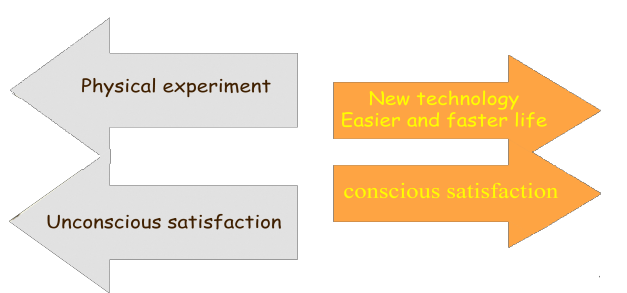 Physical experiment
New technology
Easier and faster life
Unconscious satisfaction
conscious satisfaction